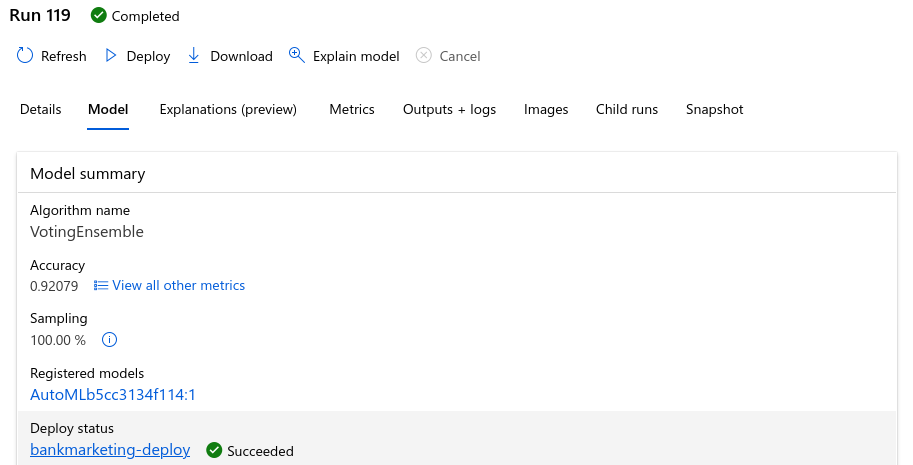 Run 119 Completed
Refresh Deploy Download Explain model Cancel
Details Model Explanations (preview) Metrics Outputs + logs Images Child runs Snapshot
Model summary
Algorithm name
VotingEnsemble
Accuracy
0.92079 View all other metrics
Sampling
100.00 %
Registered models
AutoMLb5cc3134f114:1
Deploy status
bankmarketing-deploy Succeeded